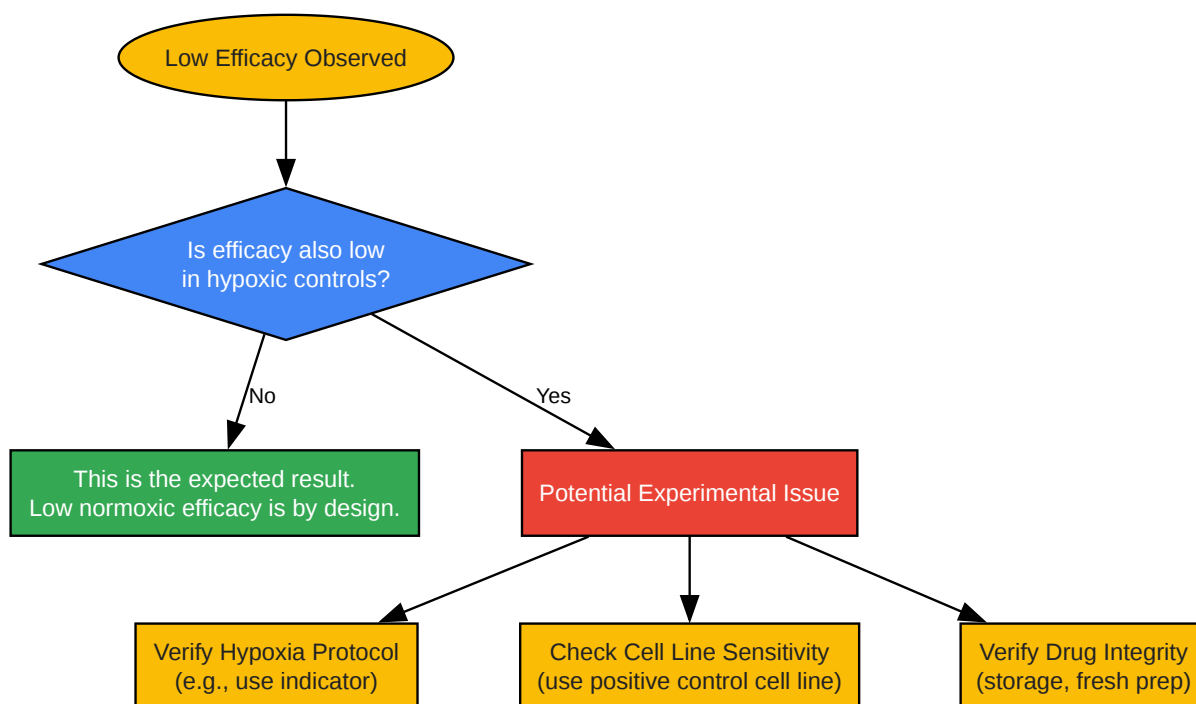 Low Efficacy Observed
Is efficacy also low
in hypoxic controls?
No
Yes
This is the expected result.
Low normoxic efficacy is by design.
Potential Experimental Issue
Verify Hypoxia Protocol
(e.g., use indicator)
Check Cell Line Sensitivity
(use positive control cell line)
Verify Drug Integrity
(storage, fresh prep)